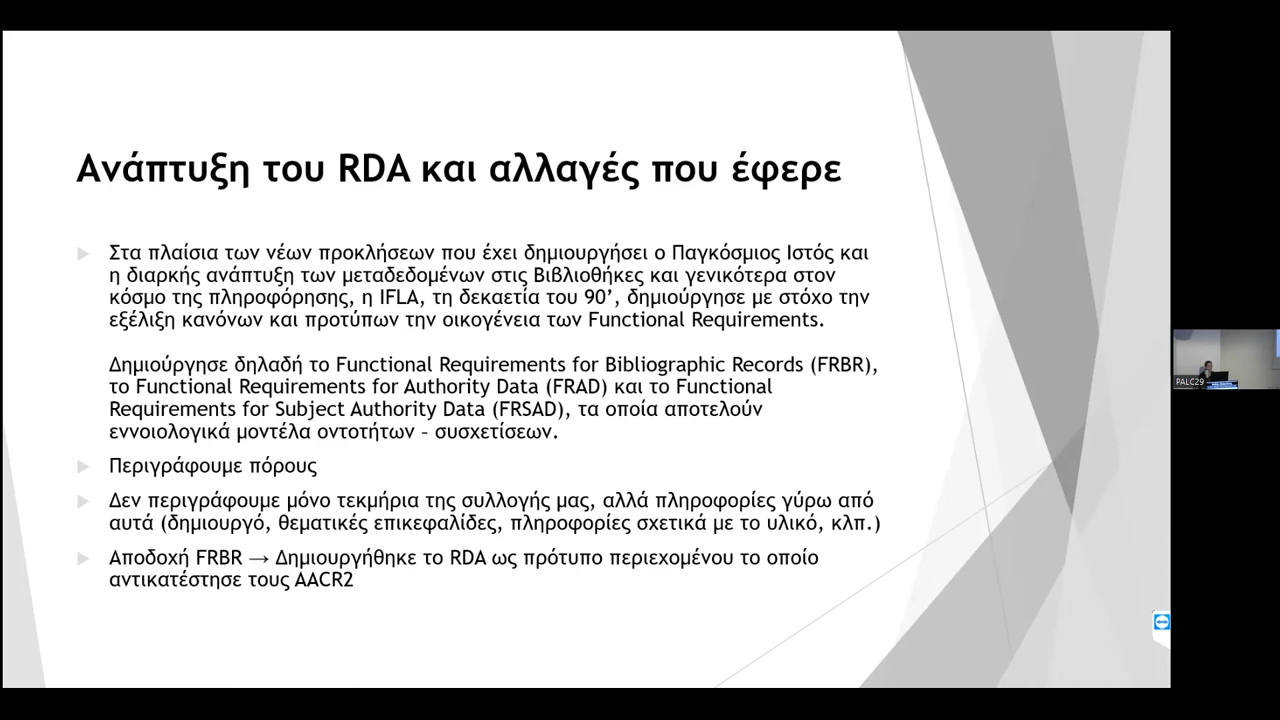 Ανάπτυξη του RDA και αλλαγές που έφερε
Στα πλαίσια των νέων προκλήσεων που έχει δημιουργήσει ο Παγκόσμιος Ιστός και
η διαρκής ανάπτυξη των μεταδεδομένων στις Βιβλιοθήκες και γενικότερα στον
κόσμο της πληροφόρησης, η IFLA, τη δεκαετία του 90’, δημιούργησε με στόχο την
εξέλιξη κανόνων και προτύπων την οικογένεια των Functional Requirements.
Δημιούργησε δηλαδή το Functional Requirements for Bibliographic Records (FRBR),
το Functional Requirements for Authority Data (FRAD) και το Functional
Requirements for Subject Authority Data (FRSAD), τα οποία αποτελούν
εννοιολογικά μοντέλα οντοτήτων – συσχετίσεων.
Περιγράφουμε πόρους
Δεν περιγράφουμε μόνο τεκμήρια της συλλογής μας, αλλά πληροφορίες γύρω από
αυτά (δημιουργό, θεματικές επικεφαλίδες, πληροφορίες σχετικά με το υλικό, κλπ.)
Αποδοχή FRBR → Δημιουργήθηκε το RDA ως πρότυπο περιεχομένου το οποίο
αντικατέστησε τους AACR2
PALC29